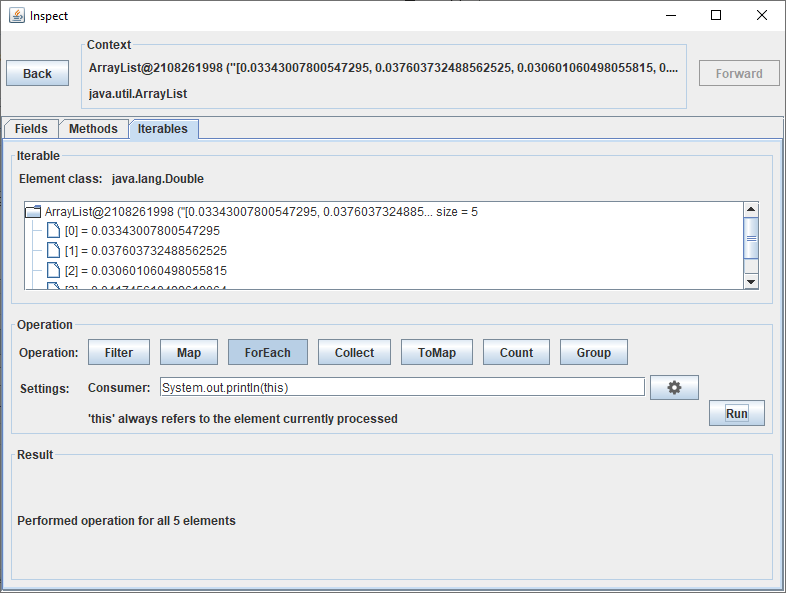 Inspect
Context
Back
ArrayList@2108261998 ("[0.03343007800547295, 0.037603732488562525, 0.030601060498055815, 0....
Forward
java.util.ArrayList
Fields Methods Iterables
Iterable
Element class: java.lang.Double
ArrayList@2108261998 ("[0.03343007800547295, 0.0376037324885... size = 5
[0] = 0.03343007800547295
[1] = 0.037603732488562525
[2] = 0.030601060498055815
Operation
Operation: Filter Map ForEach Collect ToMap Count Group
Settings: Consumer: System.out.println(this)
'this' always refers to the element currently processed
Run
Result
Performed operation for all 5 elements